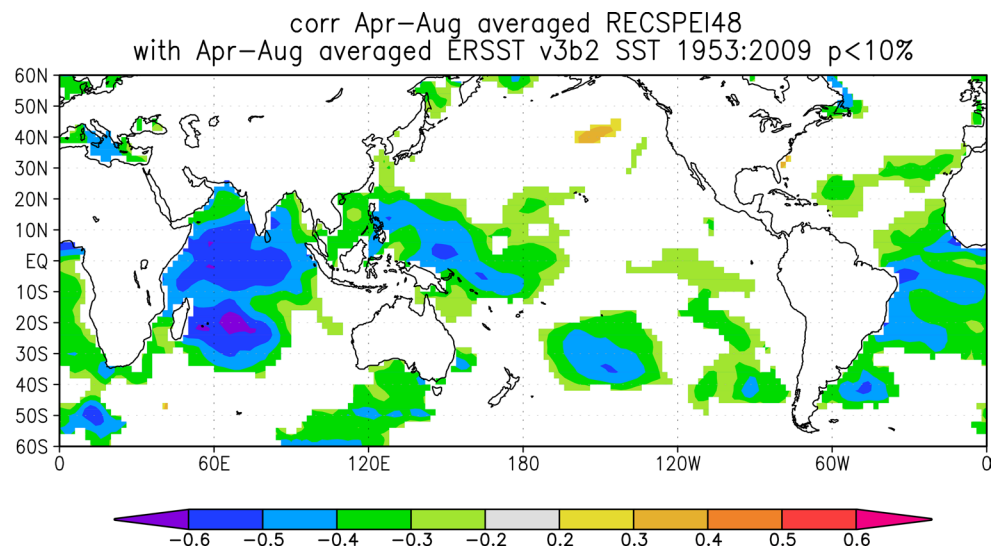 corr Apr-Aug averaged RECSPEI48
with Apr-Aug averaged ERSST v3b2 SST 1953:2009 p<10%
60N
50N
40N
30N
20N
10N
EQ
10S
20S
30S
40S
50S
60S
0 60E 120E 180 120W 60W 0
-0.6 -0.5 -0.4 -0.3 -0.2 0.2 0.3 0.4 0.5 0.6